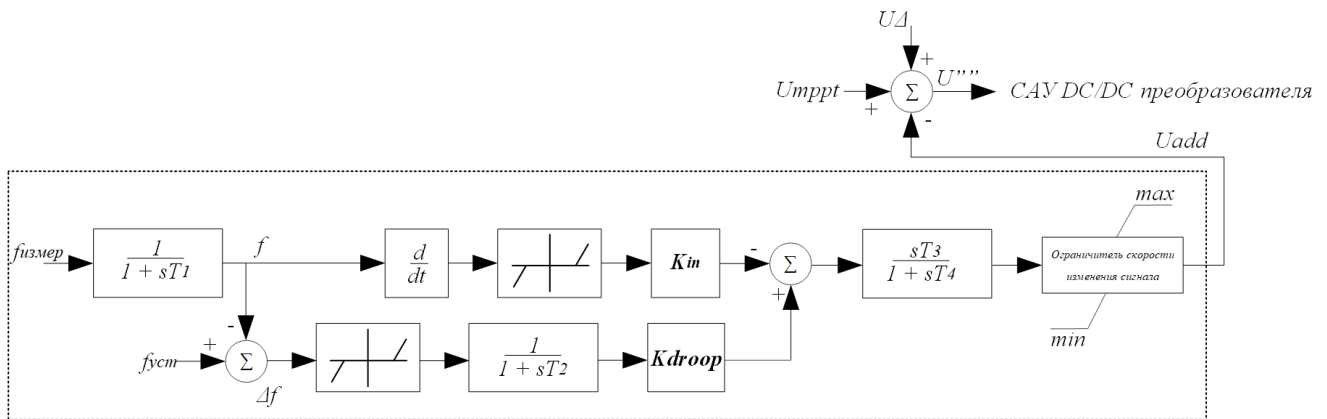 UΔ
+
Umppt
+
Σ
U””
САУ DC/DC преобразователя
-
Uadd
max
fизмер
1
1 + sT1
f
d
dt
Kin
-
Σ
+
sT3
1 + sT4
Ограничитель скорости
изменения сигнала
min
-
+
fуст
Σ
Δf
1
1 + sT2
Kdroop